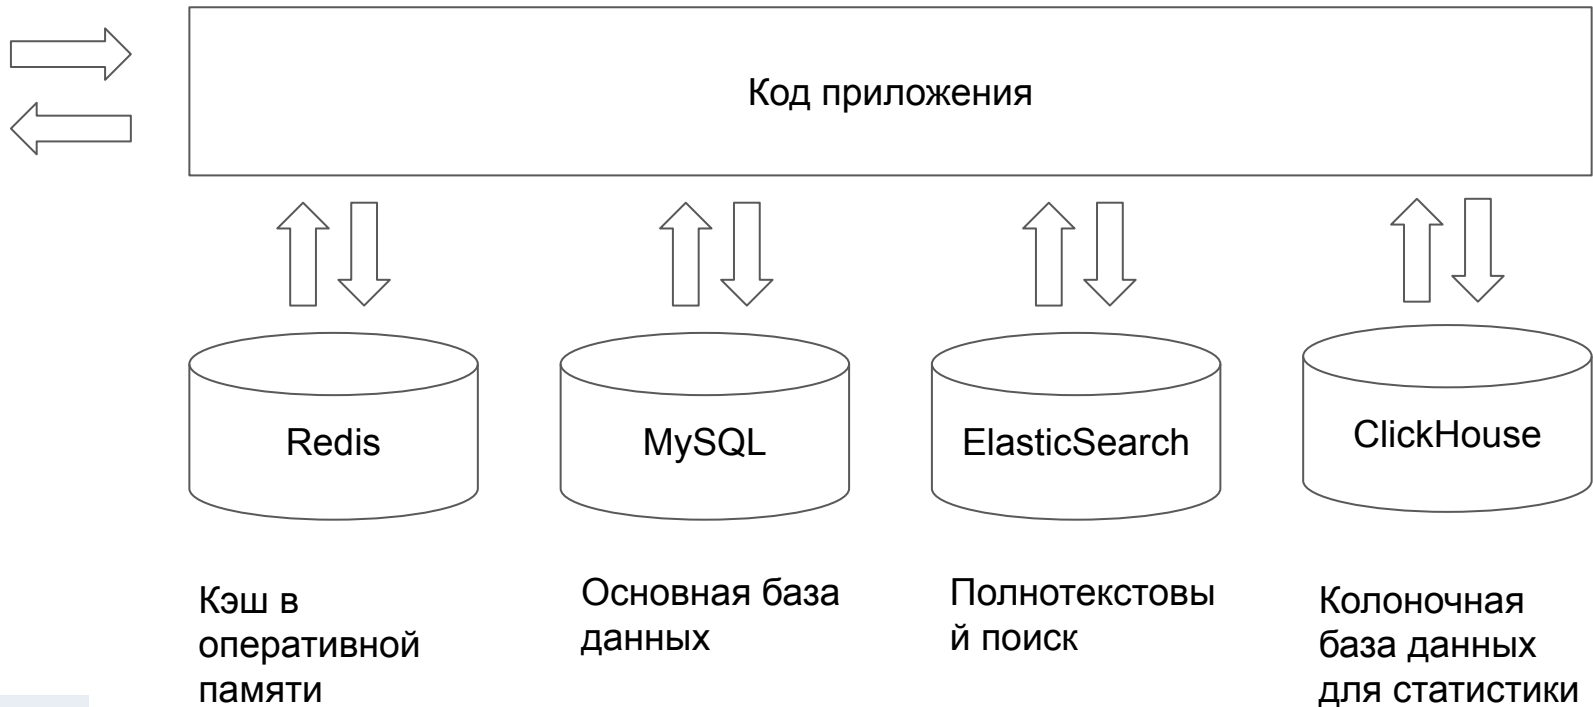 Код приложения
Redis
MySQL
ElasticSearch
ClickHouse
Кэш в
оперативной
памяти
Основная база
данных
Полнотекстовы
й поиск
Колоночная
база данных
для статистики